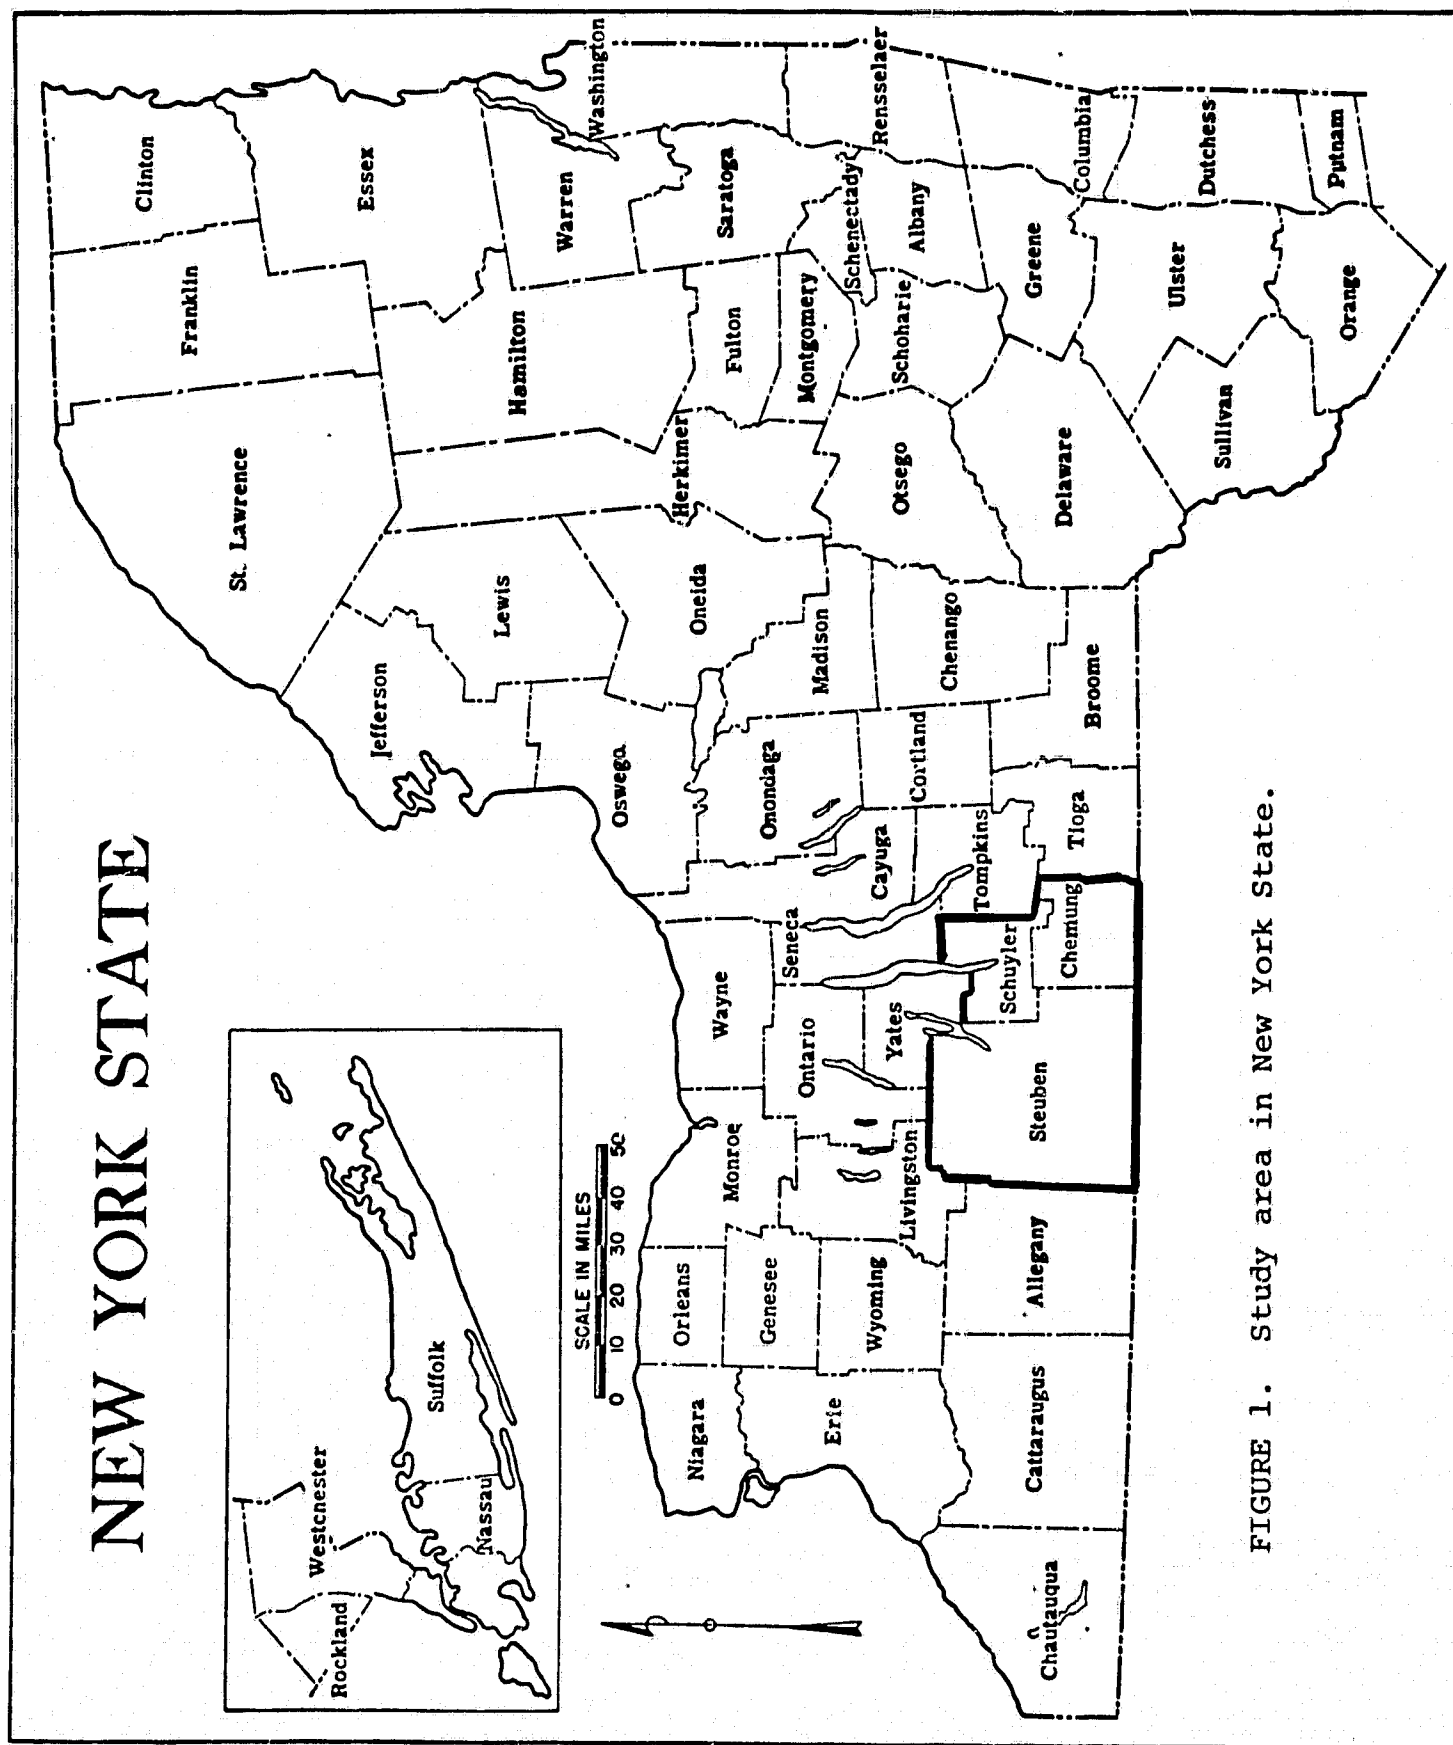 NEW YORK STATE
Rockland
Westcnester
Nassau
Suffolk
SCALE IN MILES
0 10 20 30 40 50
Clinton
Franklin
Essex
St. Lawrence
Jefferson
Lewis
Hamilton
Warren
Washington
Herkimer
Oneida
Oswego
Fulton
Saratoga
Montgomery
Schenectady
Rensselaer
Albany
Schoharie
Otsego
Madison
Onondaga
Cayuga
Cortland
Chenango
Wayne
Seneca
Ontario
Yates
Monroe
Livingston
Orleans
Genesee
Wyoming
Niagara
Erie
Chautauqua
Cattaraugus
Allegany
Steuben
Schuyler
Chemung
Tompkins
Tioga
Broome
Delaware
Greene
Columbia
Ulster
Dutchess
Sullivan
Orange
Putnam
FIGURE 1. Study area in New York State.